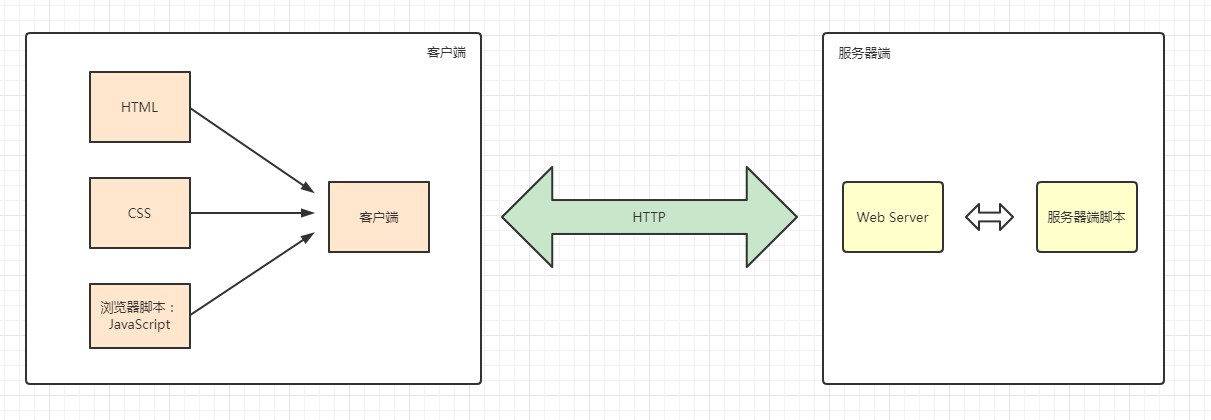 客户端
HTML
CSS
浏览器脚本：
JavaScript
客户端
HTTP
服务器端
Web Server
服务器端脚本